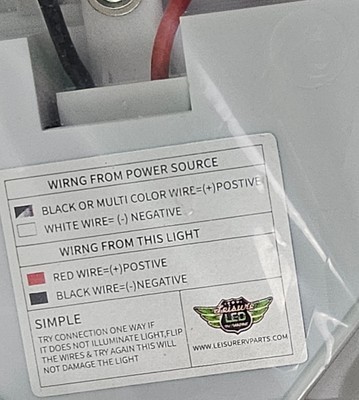 WIRNG FROM POWER SOURCE
BLACK OR MULTI COLOR WIRE=(+)POSTIVE
WHITE WIRE= (-) NEGATIVE
WIRNG FROM THIS LIGHT
RED WIRE=(+)POSTIVE
BLACK WIRE=(-)NEGATIVE
SIMPLE
TRY CONNECTION ONE WAY IF
IT DOES NOT ILLUMINATE LIGHT,FLIP
THE WIRES & TRY AGAIN THIS WILL
NOT DAMAGE THE LIGHT
Leisure
LED
WWW.LEISURERVPARTS.COM